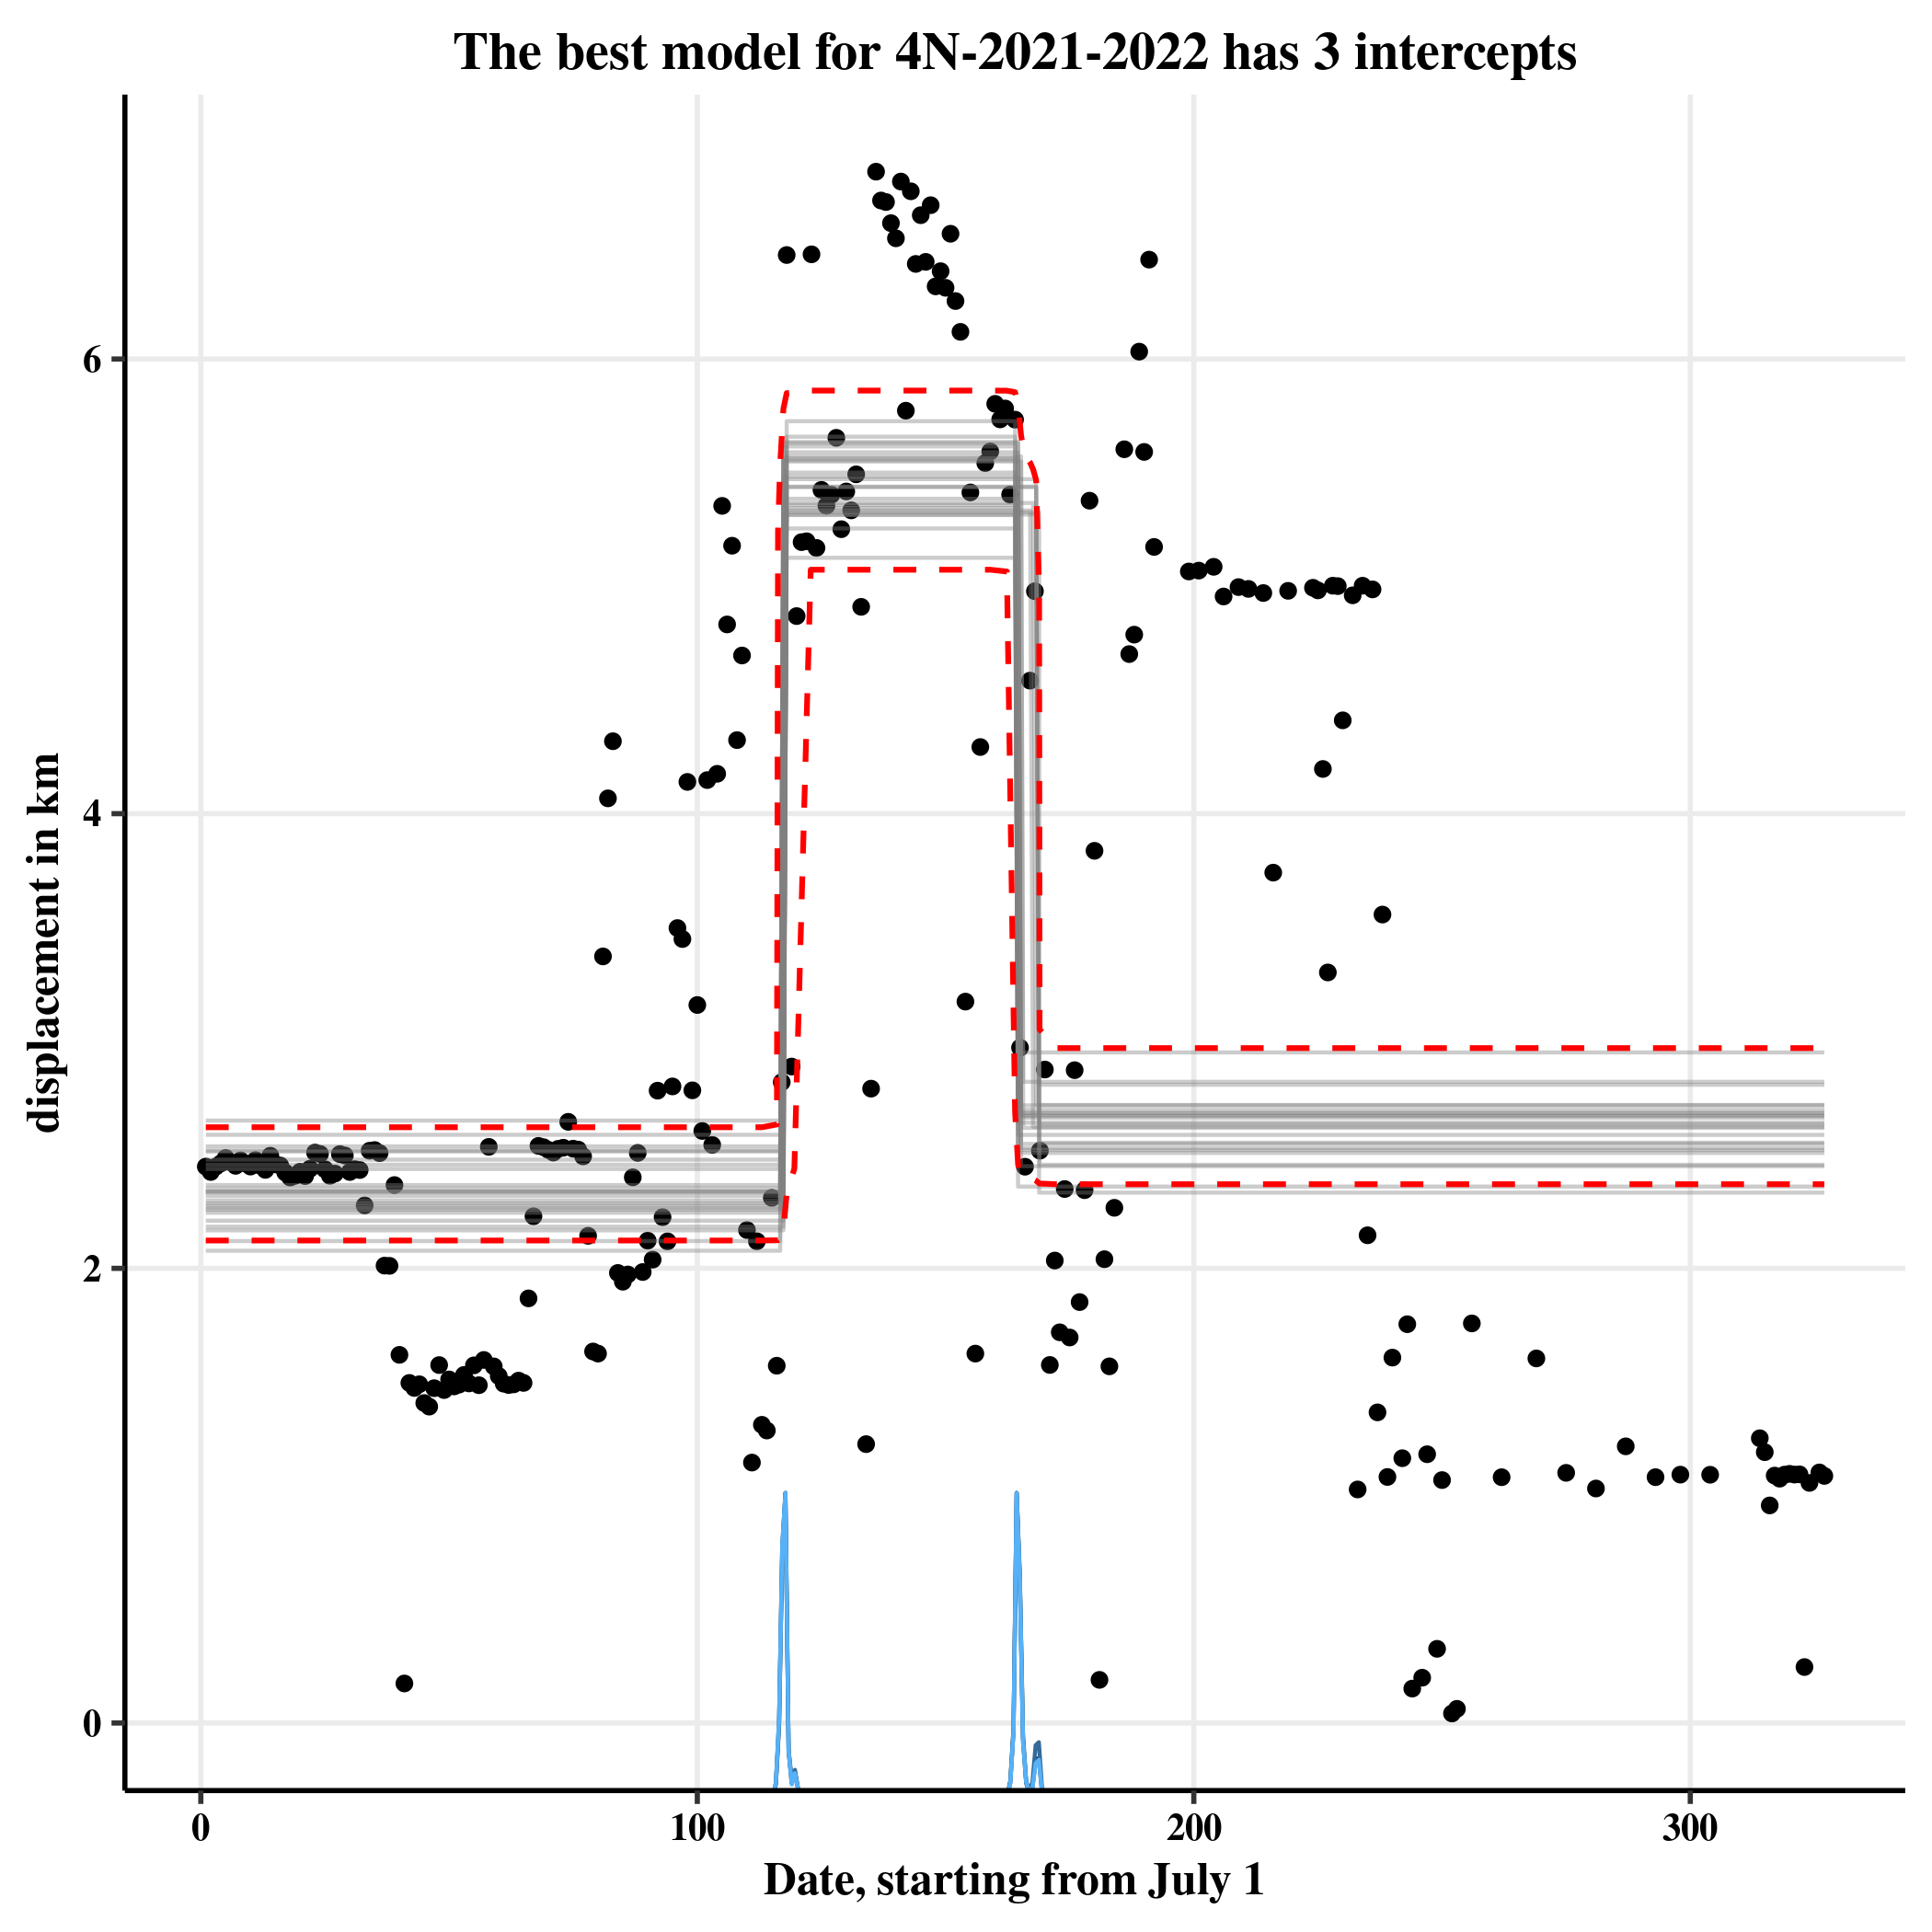 The best model for 4N-2021-2022 has 3 intercepts
displacement in km
6
4
2
0
0 100 200 300
Date, starting from July 1